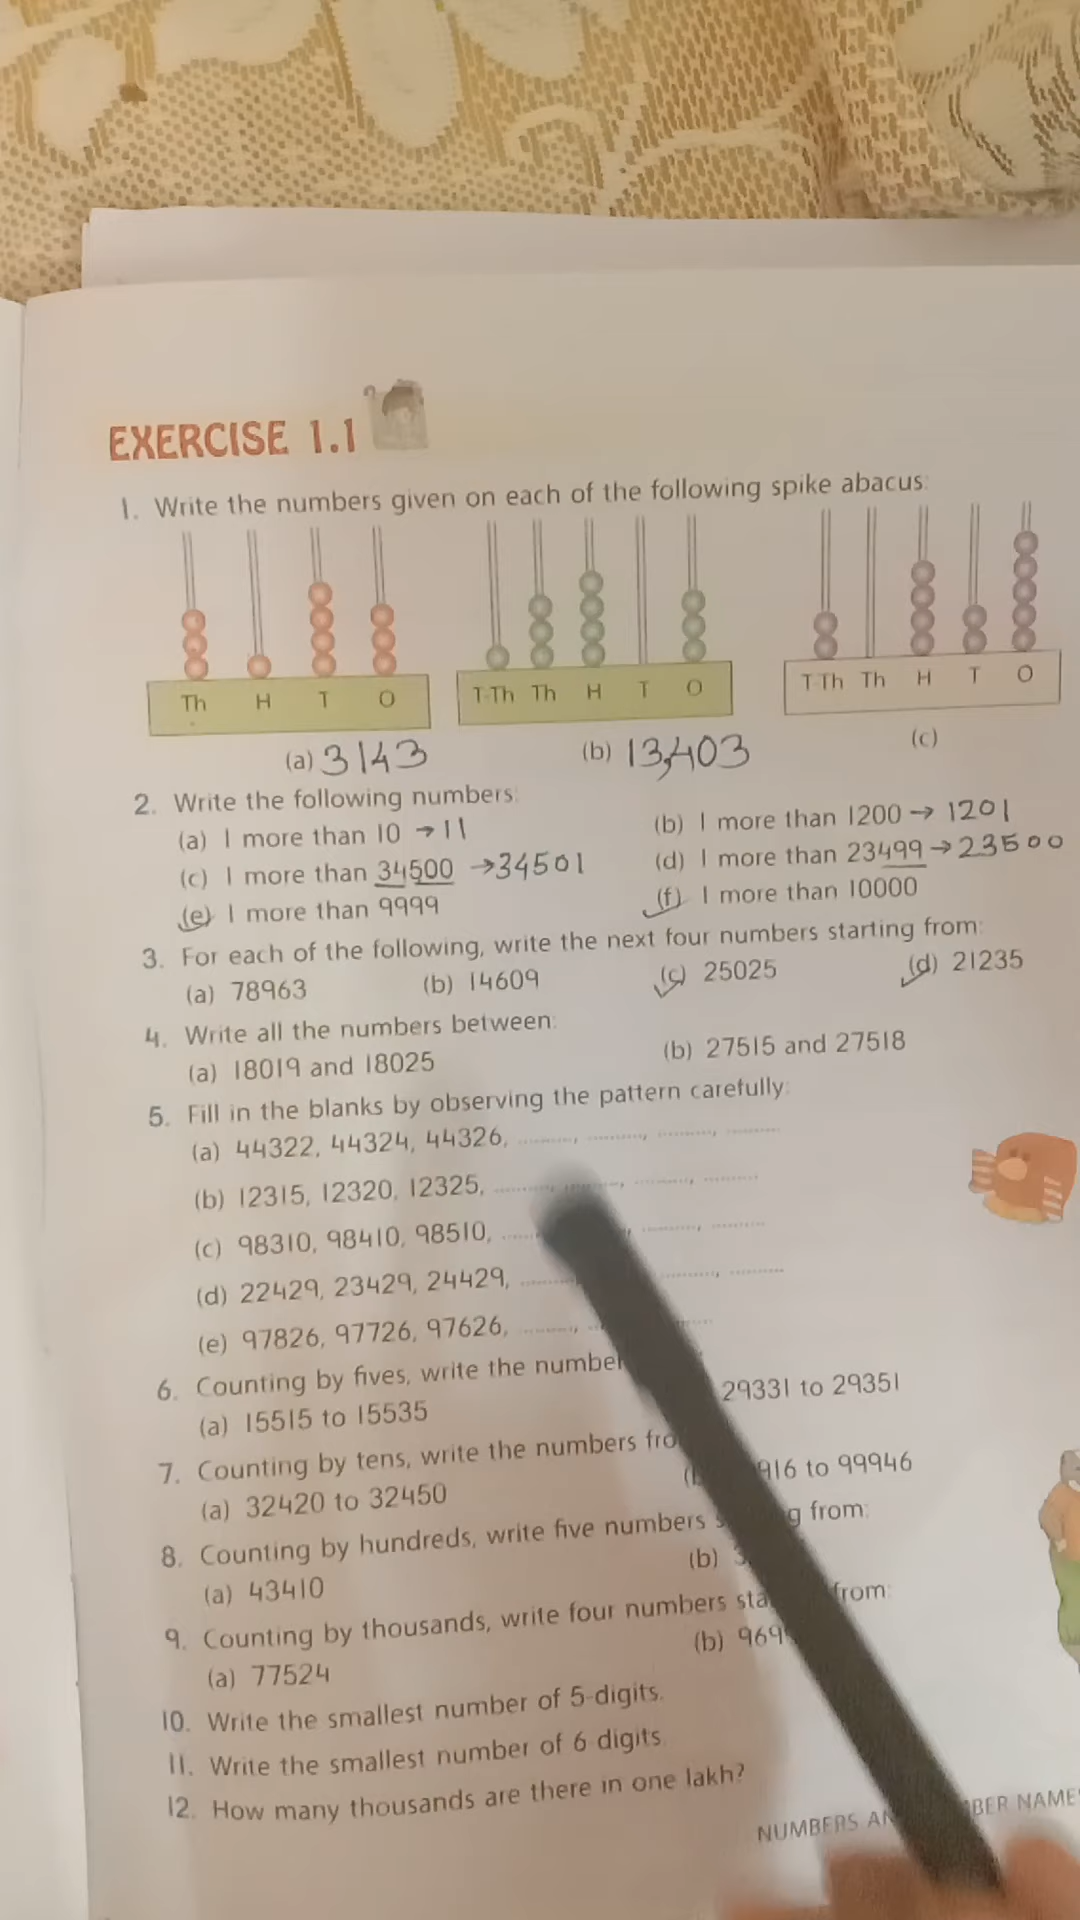 EXERCISE 1.1
1. Write the numbers given on each of the following spike abacus:
Th H T O T-Th Th H T O T-Th Th H T O
(a) 3143 (b) 13,403 (c)
2. Write the following numbers:
(a) 1 more than 10 → 11 (b) 1 more than 1200 → 1201
(c) 1 more than 34500 → 34501 (d) 1 more than 23499 → 23500
(e) 1 more than 9999 (f) 1 more than 10000
3. For each of the following, write the next four numbers starting from:
(a) 78963 (b) 14609 (c) 25025 (d) 21235
4. Write all the numbers between:
(a) 18019 and 18025 (b) 27515 and 27518
5. Fill in the blanks by observing the pattern carefully:
(a) 44322, 44324, 44326, ........., ........., ........., .........
(b) 12315, 12320, 12325, ........., ........., ........., .........
(c) 98310, 98410, 98510, ......, ........., .........
(d) 22429, 23429, 24429, ........., ........., .........
(e) 97826, 97726, 97626, .........,
6. Counting by fives, write the
(a) 15515 to 15535 29331 to 29351
7. Counting by tens, write the numbers
(a) 32420 to 32450 to 99946
8. Counting by hundreds, write five numbers from:
(a) 43410 (b)
9. Counting by thousands, write four numbers from:
(a) 77524 (b)
10. Write the smallest number of 5-digits.
11. Write the smallest number of 6-digits.
12. How many thousands are there in one lakh?
NUMBERS